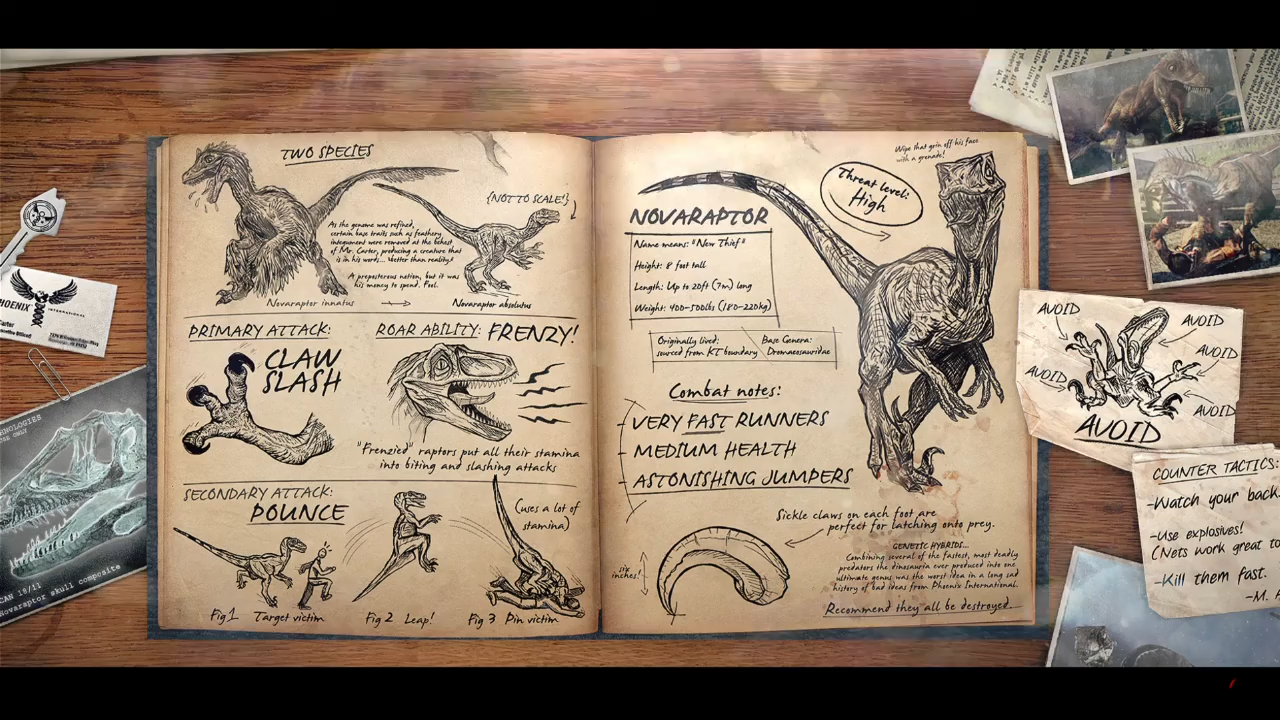 TWO SPECIES
{NOT TO SCALE!}
As the genome was refined,
certain base traits such as feathery
integument were removed at the behest
of Mr. Carter, producing a creature that
is in his words... "better than reality."
A preposterous notion, but it was
his money to spend. Fool.
Novaraptor innatus
Novaraptor absolutus
PRIMARY ATTACK:
CLAW
SLASH
ROAR ABILITY: FRENZY!
"Frenzied" raptors put all their stamina
into biting and slashing attacks
SECONDARY ATTACK:
POUNCE
(uses a lot of
stamina)
Fig 1 Target victim
Fig 2 Leap!
Fig 3 Pin victim
Wipe that grin off his face
with a grenade!
Threat level:
High
NOVARAPTOR
Name means: "New Thief"
Height: 8 foot tall
Length: Up to 20ft (7m) long
Weight: 400-500lbs (180-220kg)
Originally lived:
sourced from KT boundary
Base Genera:
Dromaeosauridae
Combat notes:
VERY FAST RUNNERS
MEDIUM HEALTH
ASTONISHING JUMPERS
Sickle claws on each foot are
perfect for latching onto prey.
six
inches!
GENETIC HYBRIDS...
Combining several of the fastest, most deadly
predators the dinosauria ever produced into one
ultimate genus was the worst idea in a long sad
history of bad ideas from Phoenix International.
Recommend they all be destroyed.
HOENIX
INTERNATIONAL
arter
NOLOGIES
SE ONLY
CAN 18/11
Novaraptor skull composite
AVOID
AVOID
AVOID
AVOID
AVOID
AVOID
COUNTER TACTICS:
-Watch your back
-Use explosives!
(Nets work great to
-Kill them fast.
-M.